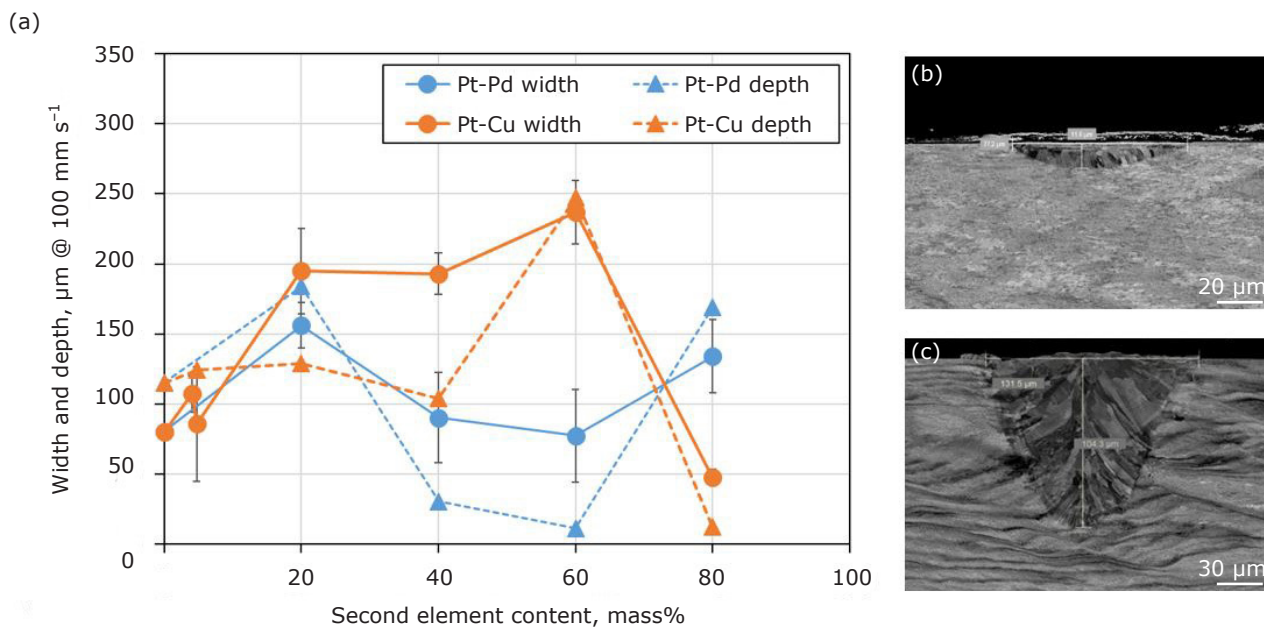 (a)
350
300
250
200
150
100
50
0
Width and depth, µm @ 100 mm s⁻¹
Pt-Pd width
Pt-Pd depth
Pt-Cu width
Pt-Cu depth
20
40
60
80
100
Second element content, mass%
(b)
20 µm
(c)
131.5 µm
104.3 µm
30 µm